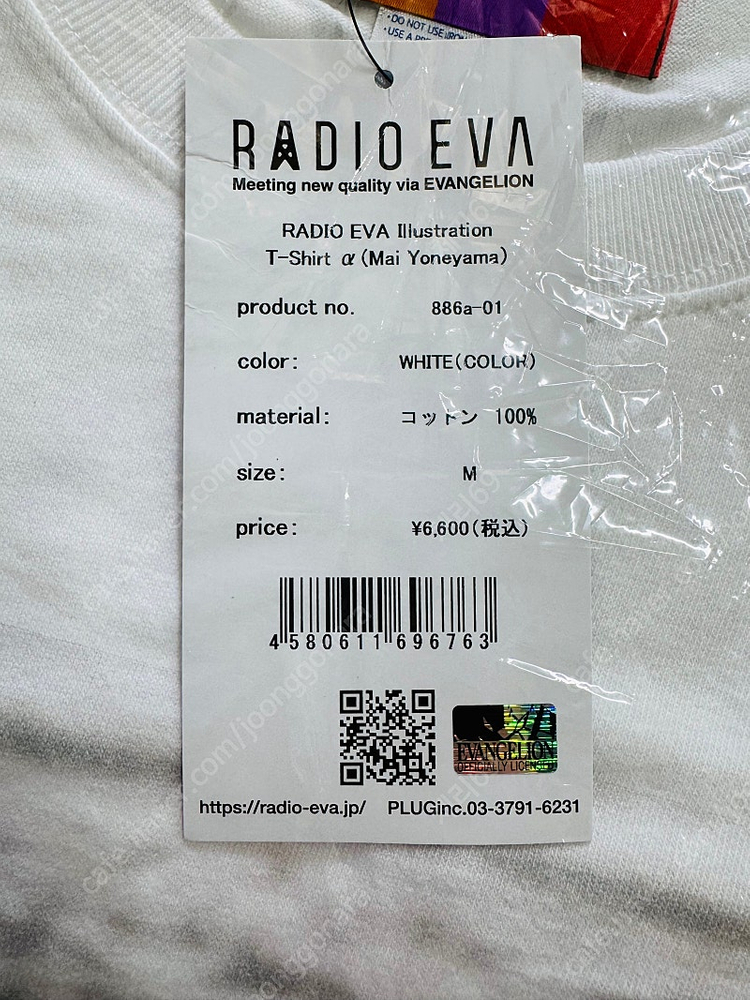 ・DO NOT USE IRON
・USE A PRE
RADIO EVA
Meeting new quality via EVANGELION
RADIO EVA Illustration
T-Shirt α(Mai Yoneyama)
product no. 886a-01
color: WHITE(COLOR)
material: コットン 100%
size: M
price: ¥6,600(税込)
4580611696763
EVANGELION
OFFICIALLY LICENSED
https://radio-eva.jp/ PLUGinc.03-3791-6231